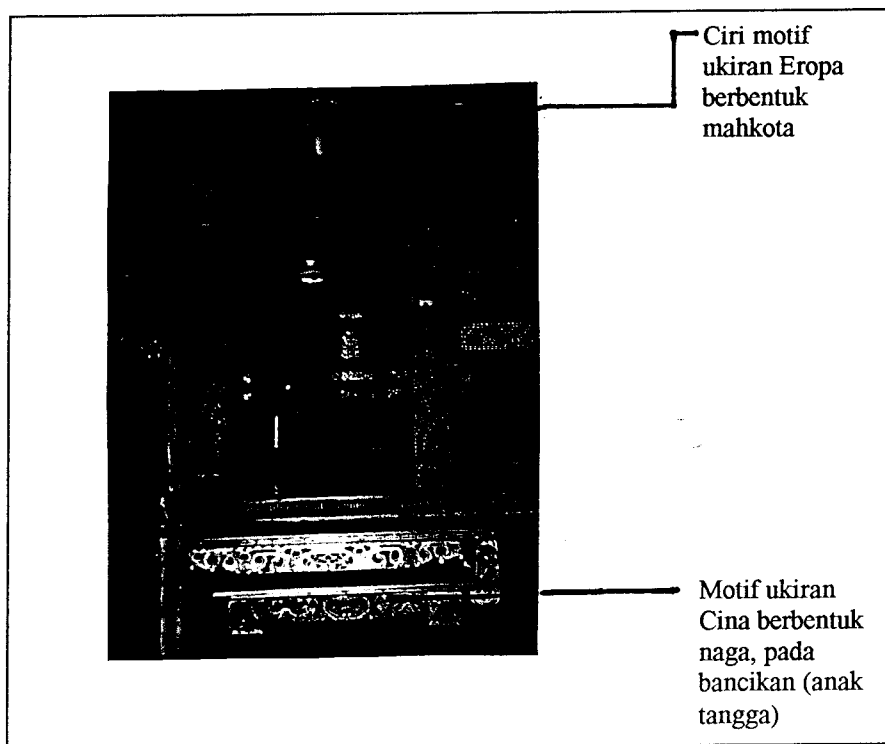 Ciri motif
ukiran Eropa
berbentuk
mahkota
Motif ukiran
Cina berbentuk
naga, pada
bancikan (anak
tangga)